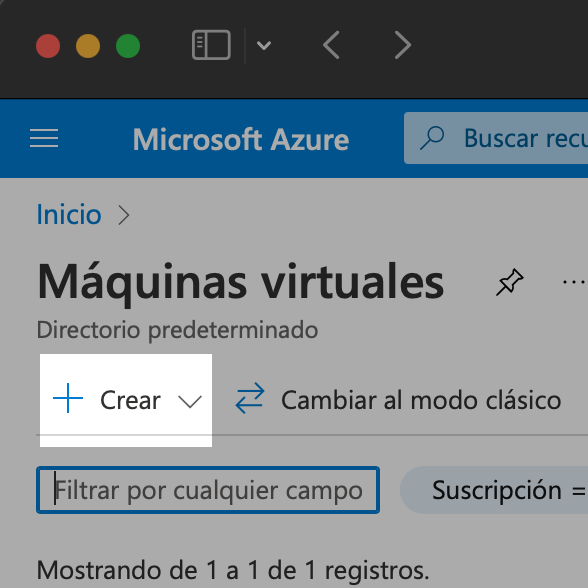 Microsoft Azure
Buscar recu
Inicio
Máquinas virtuales
Directorio predeterminado
Crear
Cambiar al modo clásico
Filtrar por cualquier campo
Suscripción =
Mostrando de 1 a 1 de 1 registros.